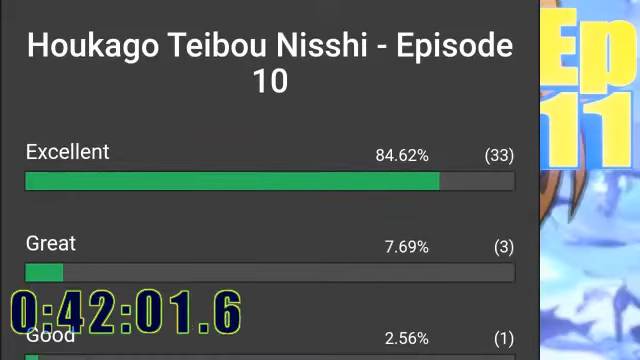 Houkago Teibou Nisshi - Episode
10
Ep
11
Excellent 84.62% (33)
Great 7.69% (3)
0:42:01.6
Good 2.56% (1)